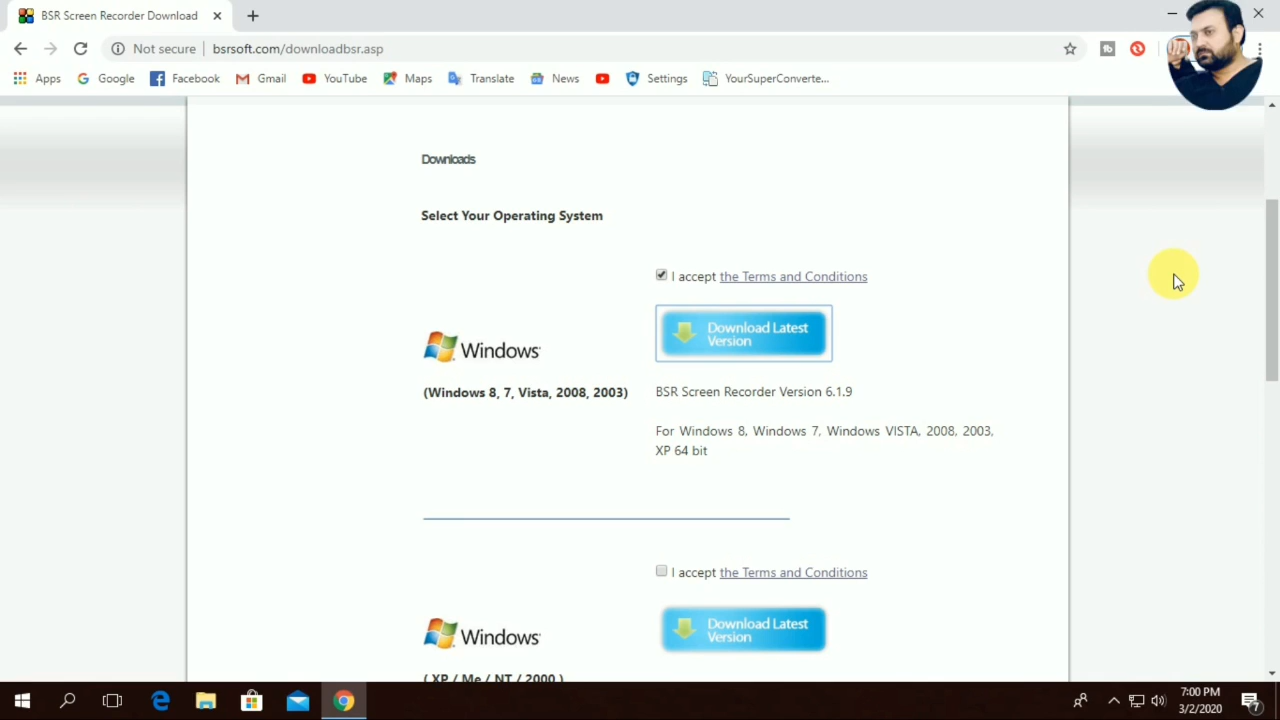 BSR Screen Recorder Download
Not secure
bsrsoft.com/downloadbsr.asp
Apps
Google
Facebook
Gmail
YouTube
Maps
Translate
News
Settings
YourSuperConverte...
Downloads
Select Your Operating System
I accept the Terms and Conditions
Download Latest
Version
Windows
(Windows 8, 7, Vista, 2008, 2003)
BSR Screen Recorder Version 6.1.9
For Windows 8, Windows 7, Windows VISTA, 2008, 2003,
XP 64 bit
I accept the Terms and Conditions
Download Latest
Version
Windows
( XP / Me / NT / 2000 )
7:00 PM
3/2/2020
7